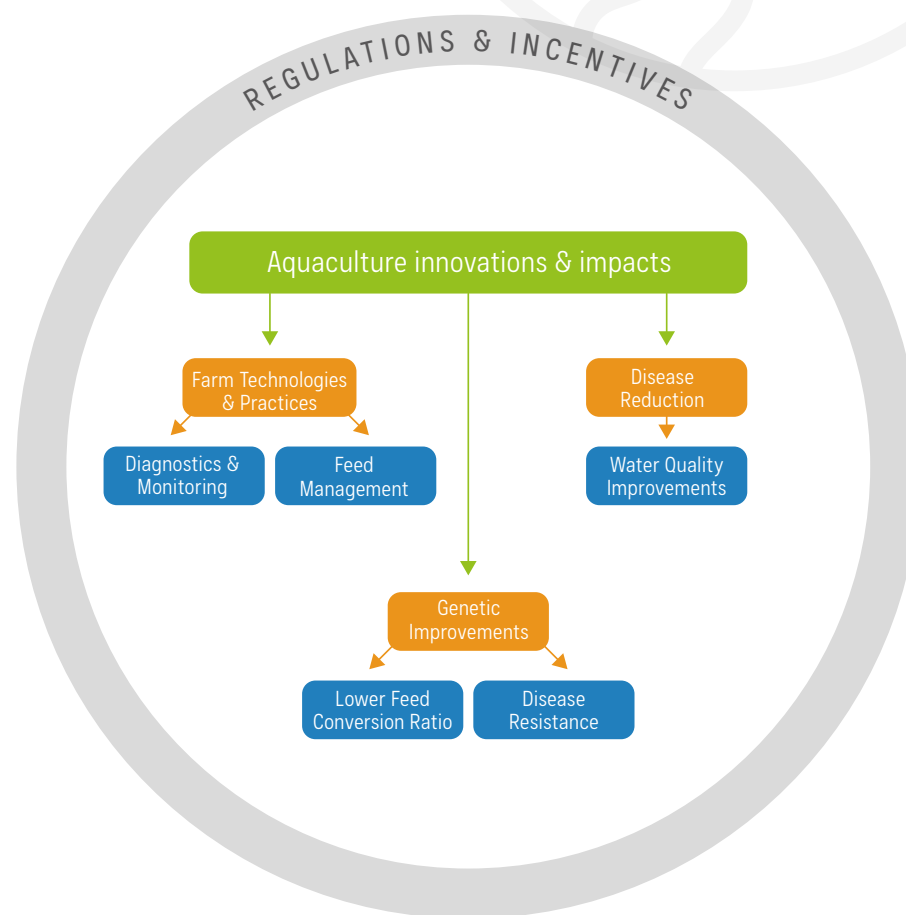 REGULATIONS & INCENTIVES
Aquaculture innovations & impacts
Farm Technologies
& Practices
Disease
Reduction
Diagnostics &
Monitoring
Feed
Management
Water Quality
Improvements
Genetic
Improvements
Lower Feed
Conversion Ratio
Disease
Resistance